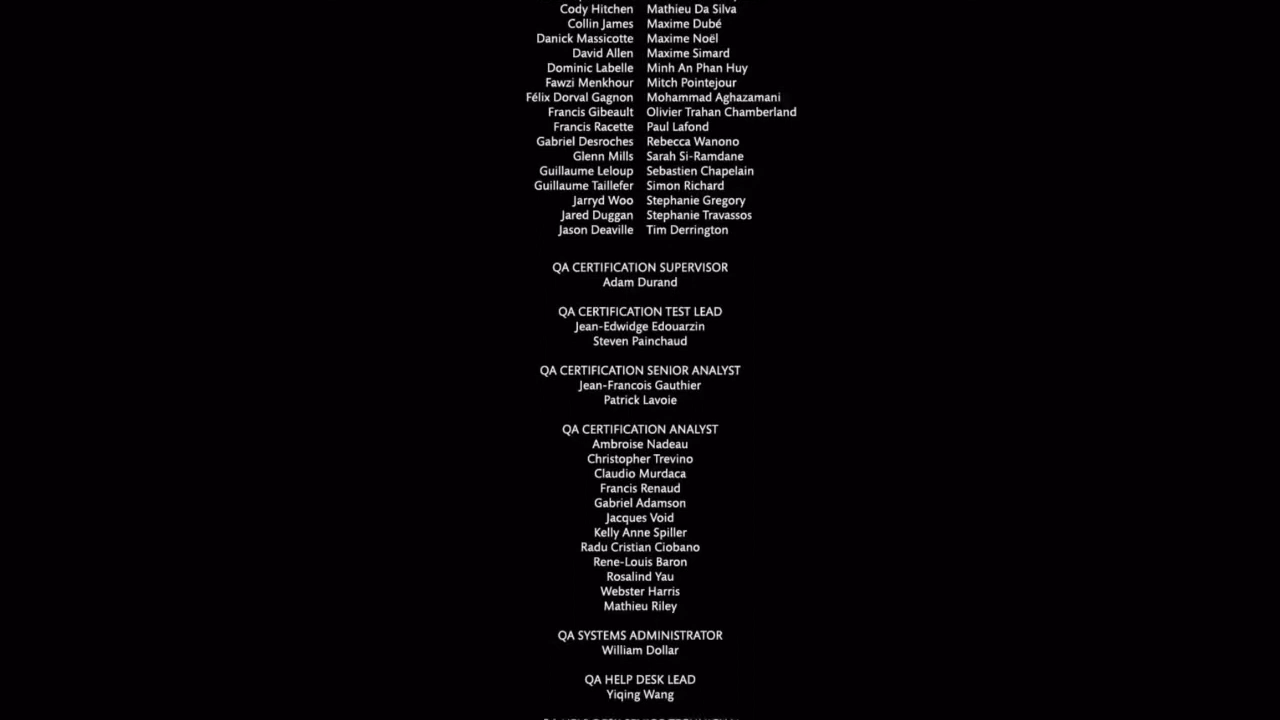 Cody Hitchen Mathieu Da Silva
Collin James Maxime Dubé
Danick Massicotte Maxime Noël
David Allen Maxime Simard
Dominic Labelle Minh An Phan Huy
Fawzi Menkhour Mitch Pointejour
Félix Dorval Gagnon Mohammad Aghazamani
Francis Gibeault Olivier Trahan Chamberland
Francis Racette Paul Lafond
Gabriel Desroches Rebecca Wanono
Glenn Mills Sarah Si-Ramdane
Guillaume Leloup Sebastien Chapelain
Guillaume Taillefer Simon Richard
Jarryd Woo Stephanie Gregory
Jared Duggan Stephanie Travassos
Jason Deaville Tim Derrington
QA CERTIFICATION SUPERVISOR
Adam Durand
QA CERTIFICATION TEST LEAD
Jean-Edwidge Edouarzin
Steven Painchaud
QA CERTIFICATION SENIOR ANALYST
Jean-Francois Gauthier
Patrick Lavoie
QA CERTIFICATION ANALYST
Ambroise Nadeau
Christopher Trevino
Claudio Murdaca
Francis Renaud
Gabriel Adamson
Jacques Void
Kelly Anne Spiller
Radu Cristian Ciobano
Rene-Louis Baron
Rosalind Yau
Webster Harris
Mathieu Riley
QA SYSTEMS ADMINISTRATOR
William Dollar
QA HELP DESK LEAD
Yiqing Wang